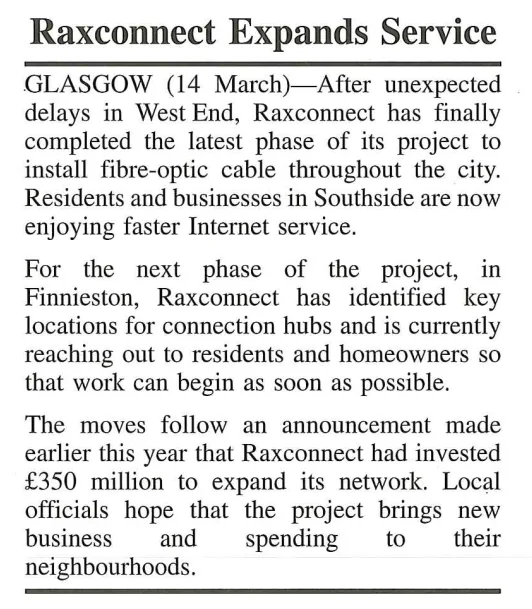 Raxconnect Expands Service
GLASGOW (14 March)—After unexpected
delays in West End, Raxconnect has finally
completed the latest phase of its project to
install fibre-optic cable throughout the city.
Residents and businesses in Southside are now
enjoying faster Internet service.
For the next phase of the project, in
Finnieston, Raxconnect has identified key
locations for connection hubs and is currently
reaching out to residents and homeowners so
that work can begin as soon as possible.
The moves follow an announcement made
earlier this year that Raxconnect had invested
£350 million to expand its network. Local
officials hope that the project brings new
business and spending to their
neighbourhoods.